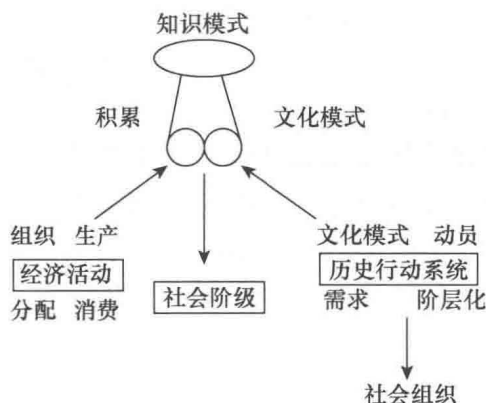 知识模式
积累 文化模式
组织 生产 文化模式 动员
经济活动 社会阶级 历史行动系统
分配 消费 需求 阶层化
社会组织